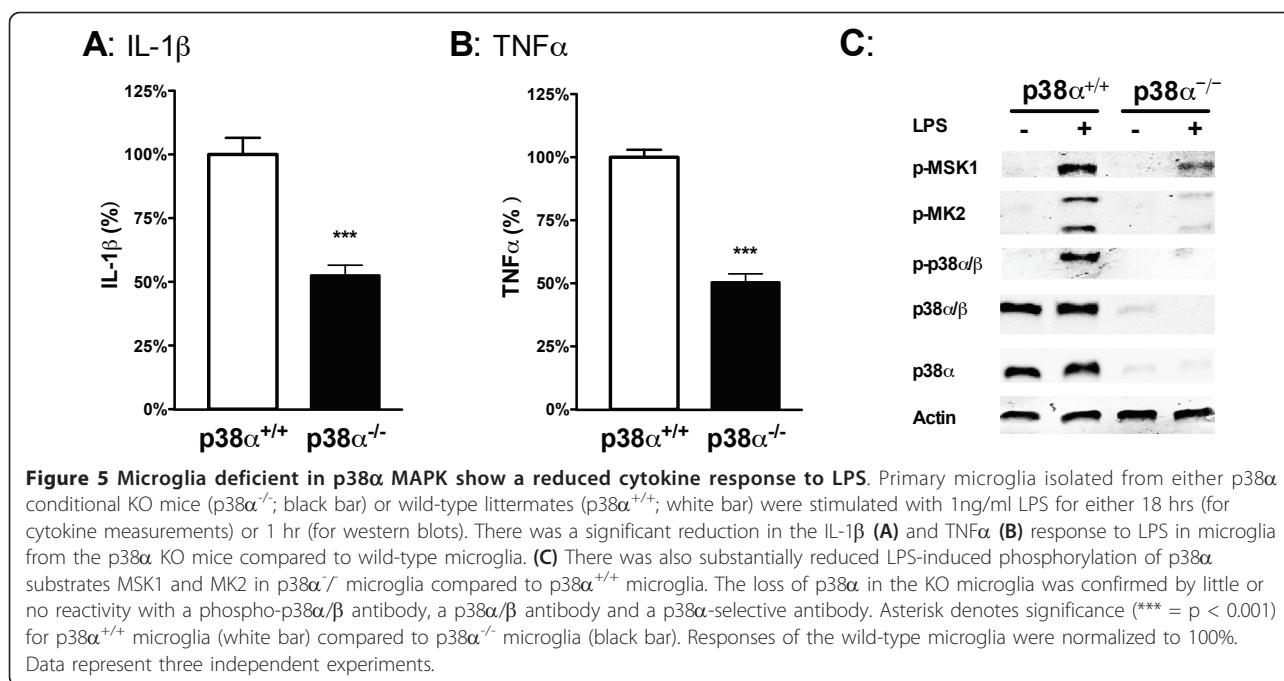 A: IL-1β
B: TNFα
C:
125%
100%
75%
50%
25%
0%
IL-1β (%)
***
p38α+/+ p38α-/-
125%
100%
75%
50%
25%
0%
TNFα (%)
***
p38α+/+ p38α-/-
p38α+/+ p38α−/−
LPS - + - +
p-MSK1
p-MK2
p-p38α/β
p38α/β
p38α
Actin
Figure 5 Microglia deficient in p38α MAPK show a reduced cytokine response to LPS. Primary microglia isolated from either p38α
conditional KO mice (p38α-/-; black bar) or wild-type littermates (p38α+/+; white bar) were stimulated with 1ng/ml LPS for either 18 hrs (for
cytokine measurements) or 1 hr (for western blots). There was a significant reduction in the IL-1β (A) and TNFα (B) response to LPS in microglia
from the p38α KO mice compared to wild-type microglia. (C) There was also substantially reduced LPS-induced phosphorylation of p38α
substrates MSK1 and MK2 in p38α-/- microglia compared to p38α+/+ microglia. The loss of p38α in the KO microglia was confirmed by little or
no reactivity with a phospho-p38α/β antibody, a p38α/β antibody and a p38α-selective antibody. Asterisk denotes significance (*** = p < 0.001)
for p38α+/+ microglia (white bar) compared to p38α-/- microglia (black bar). Responses of the wild-type microglia were normalized to 100%.
Data represent three independent experiments.